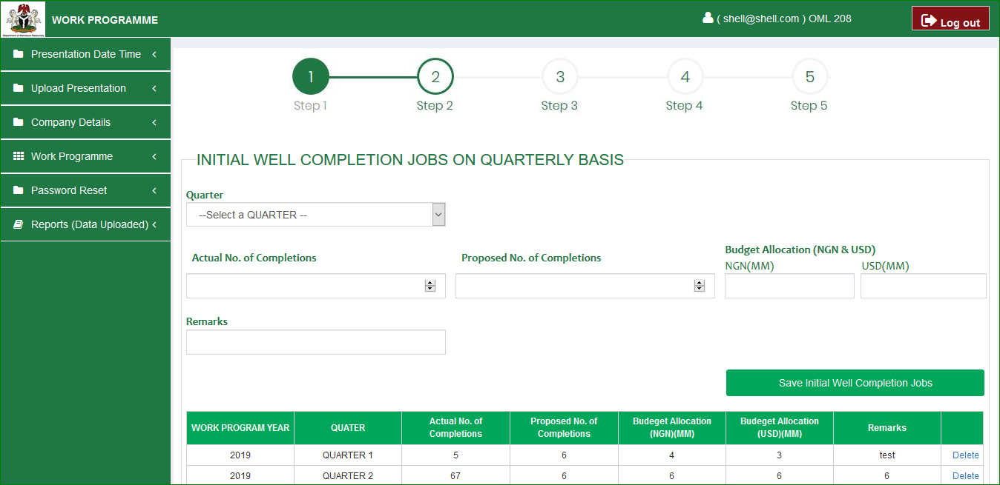 WORK PROGRAMME
( shell@shell.com ) OML 208
Log out
Department of Petroleum Resources
Presentation Date Time
Upload Presentation
Company Details
Work Programme
Password Reset
Reports (Data Uploaded)
1 2 3 4 5
Step 1 Step 2 Step 3 Step 4 Step 5
INITIAL WELL COMPLETION JOBS ON QUARTERLY BASIS
Quarter
--Select a QUARTER --
Actual No. of Completions
Proposed No. of Completions
Budget Allocation (NGN & USD)
NGN(MM) USD(MM)
Remarks
Save Initial Well Completion Jobs
WORK PROGRAM YEAR QUATER Actual No. of Completions Proposed No. of Completions Budeget Allocation (NGN)(MM) Budeget Allocation (USD)(MM) Remarks
2019 QUARTER 1 5 6 4 3 test Delete
2019 QUARTER 2 67 6 6 6 6 Delete